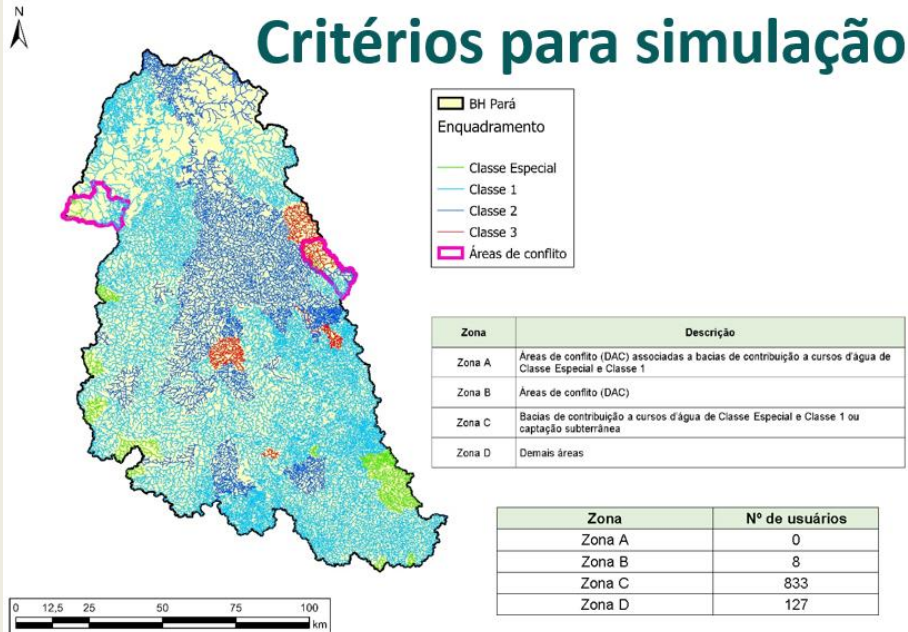 N
Critérios para simulação
BH Pará
Enquadramento
Classe Especial
Classe 1
Classe 2
Classe 3
Áreas de conflito
Zona Descrição
Zona A Áreas de conflito (DAC) associadas a bacias de contribuição a cursos d'água de
Classe Especial e Classe 1
Zona B Áreas de conflito (DAC)
Zona C Bacias de contribuição a cursos d'água de Classe Especial e Classe 1 ou
captação subterrânea
Zona D Demais áreas
Zona Nº de usuários
Zona A 0
Zona B 8
Zona C 833
Zona D 127
0 12,5 25 50 75 100
km